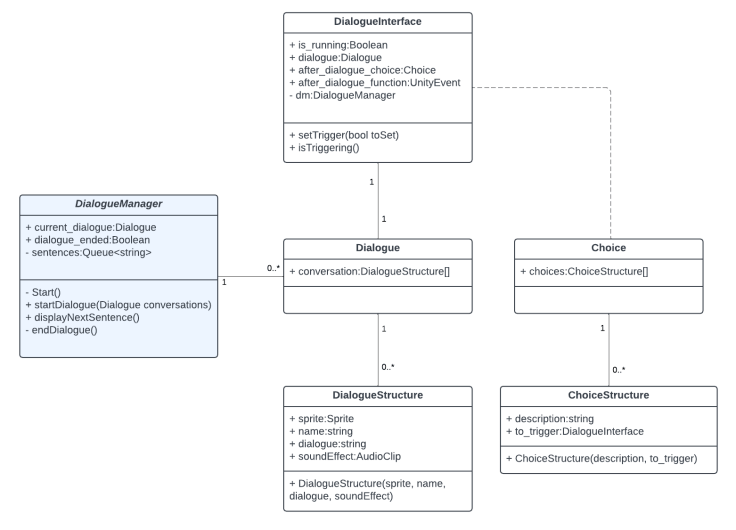 DialogueInterface
+ is_running:Boolean
+ dialogue:Dialogue
+ after_dialogue_choice:Choice
+ after_dialogue_function:UnityEvent
- dm:DialogueManager
+ setTrigger(bool toSet)
+ isTriggering()
1
1
DialogueManager
+ current_dialogue:Dialogue
+ dialogue_ended:Boolean
- sentences:Queue<string>
- Start()
+ startDialogue(Dialogue conversations)
+ displayNextSentence()
- endDialogue()
1
0..*
Dialogue
+ conversation:DialogueStructure[]
1
0..*
Choice
+ choices:ChoiceStructure[]
1
0..*
DialogueStructure
+ sprite:Sprite
+ name:string
+ dialogue:string
+ soundEffect:AudioClip
+ DialogueStructure(sprite, name,
dialogue, soundEffect)
ChoiceStructure
+ description:string
+ to_trigger:DialogueInterface
+ ChoiceStructure(description, to_trigger)